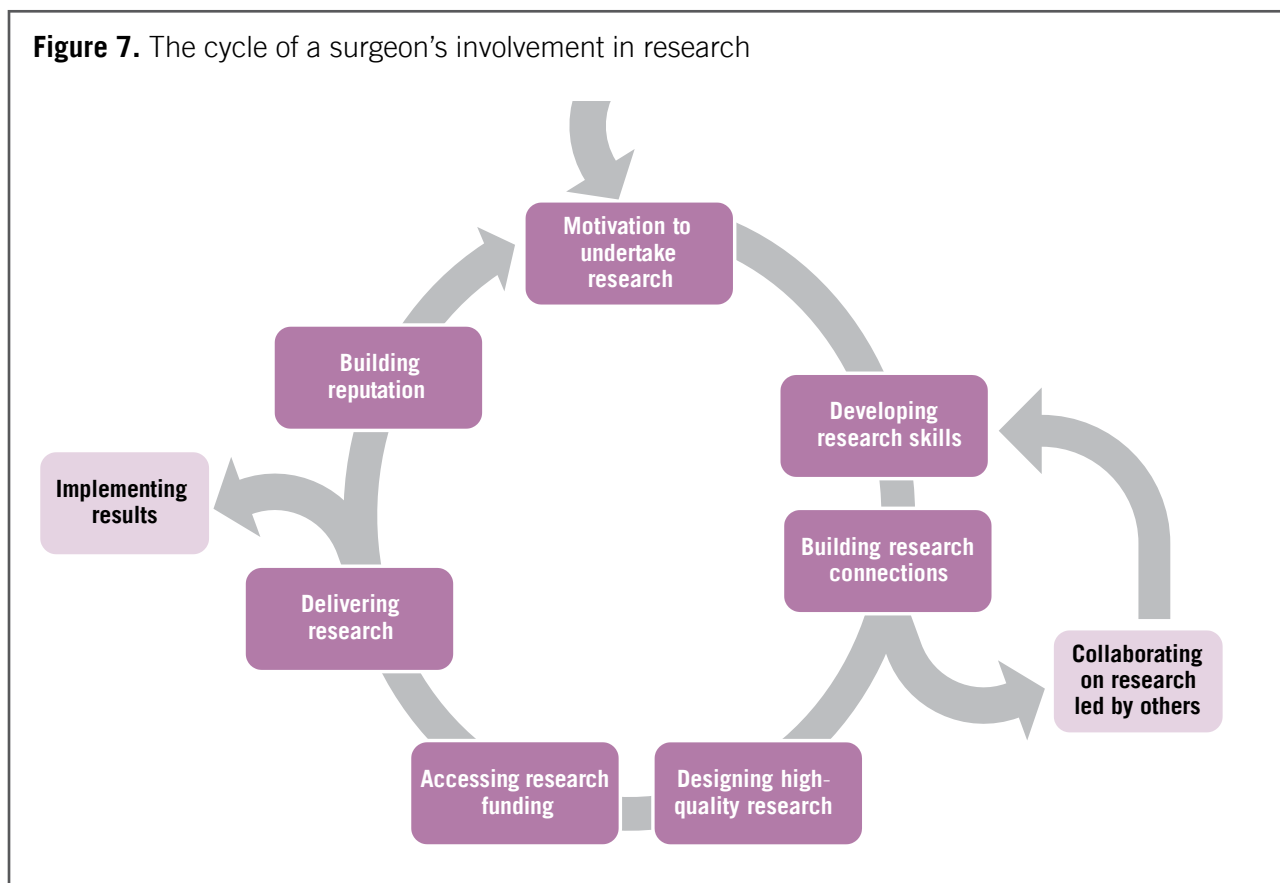 Figure 7. The cycle of a surgeon’s involvement in research
Motivation to
undertake
research
Developing
research skills
Building research
connections
Collaborating
on research
led by others
Designing high-
quality research
Accessing research
funding
Delivering
research
Implementing
results
Building
reputation